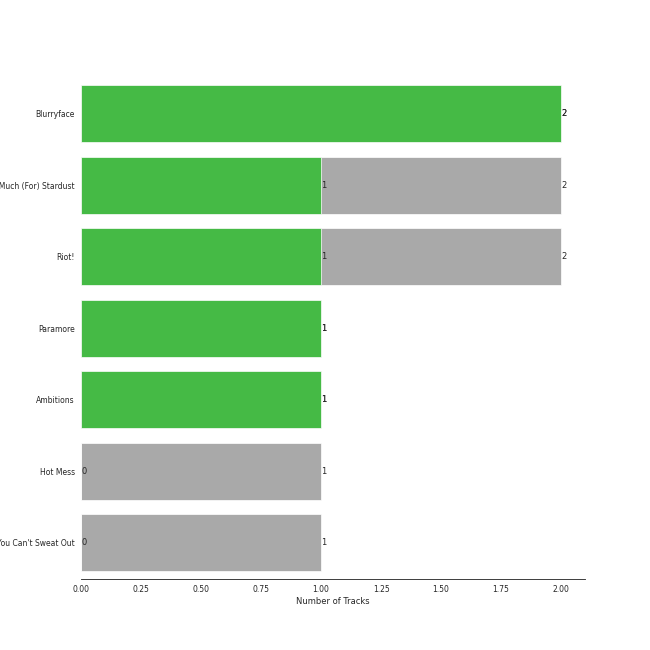 Blurryface
2
Much (For) Stardust
1
2
Riot!
1
2
Paramore
1
Ambitions
1
Hot Mess
0
1
You Can't Sweat Out
0
1
0.00 0.25 0.50 0.75 1.00 1.25 1.50 1.75 2.00
Number of Tracks